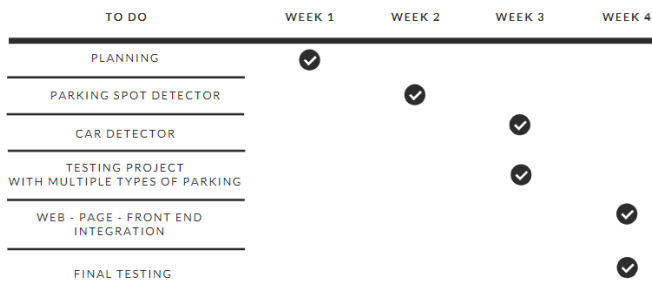 TO DO WEEK 1 WEEK 2 WEEK 3 WEEK 4
PLANNING
PARKING SPOT DETECTOR
CAR DETECTOR
TESTING PROJECT
WITH MULTIPLE TYPES OF PARKING
WEB - PAGE - FRONT END
INTEGRATION
FINAL TESTING